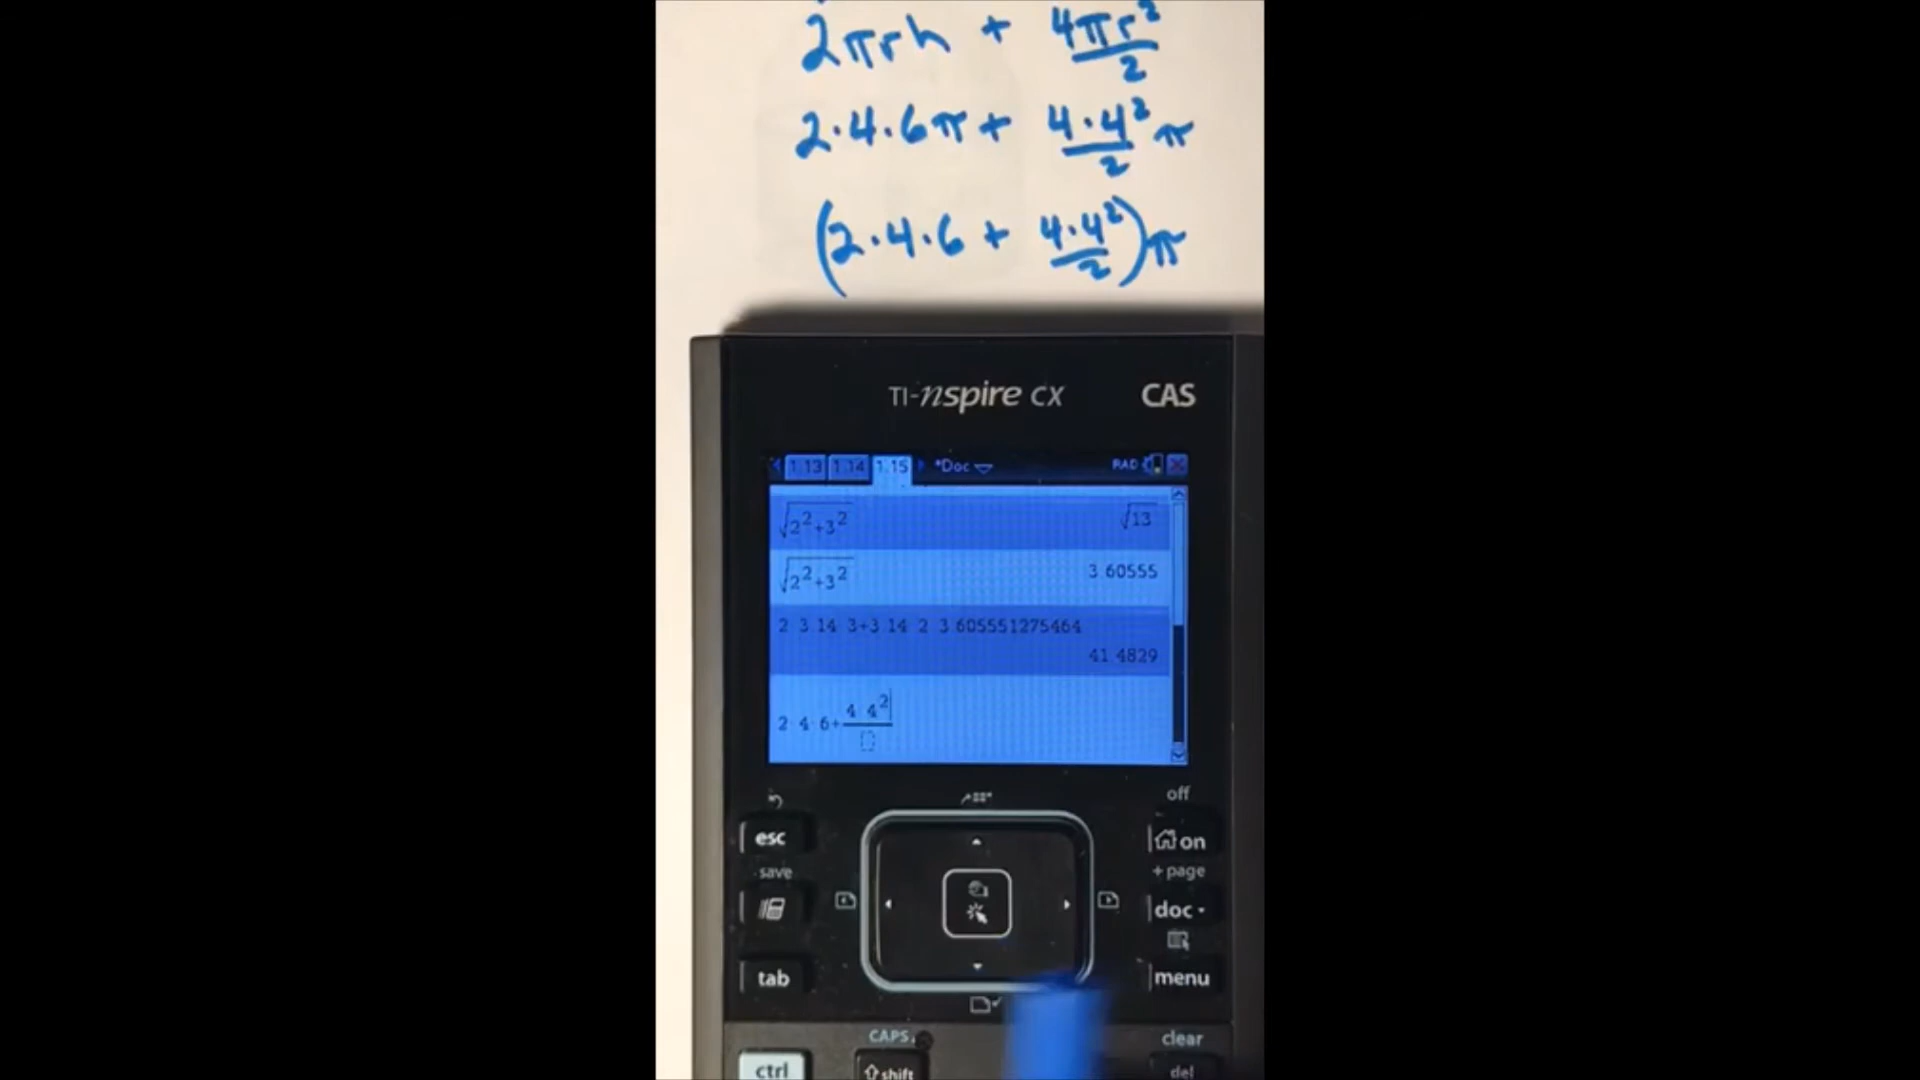 2πrh + 4πr²/2
2·4·6π + 4·4²/2 π
(2·4·6 + 4·4²/2)π
TI-nspire CX CAS
1.13 1.14 1.15 *Doc RAD
√2²+3² √13
√2²+3² 3.60555
2·3.14·3+3.14·2·3.605551275464
41.4829
2·4·6+4·4²/
off
esc
on
save
+page
doc
tab
menu
CAPS
clear
ctrl
shift
del